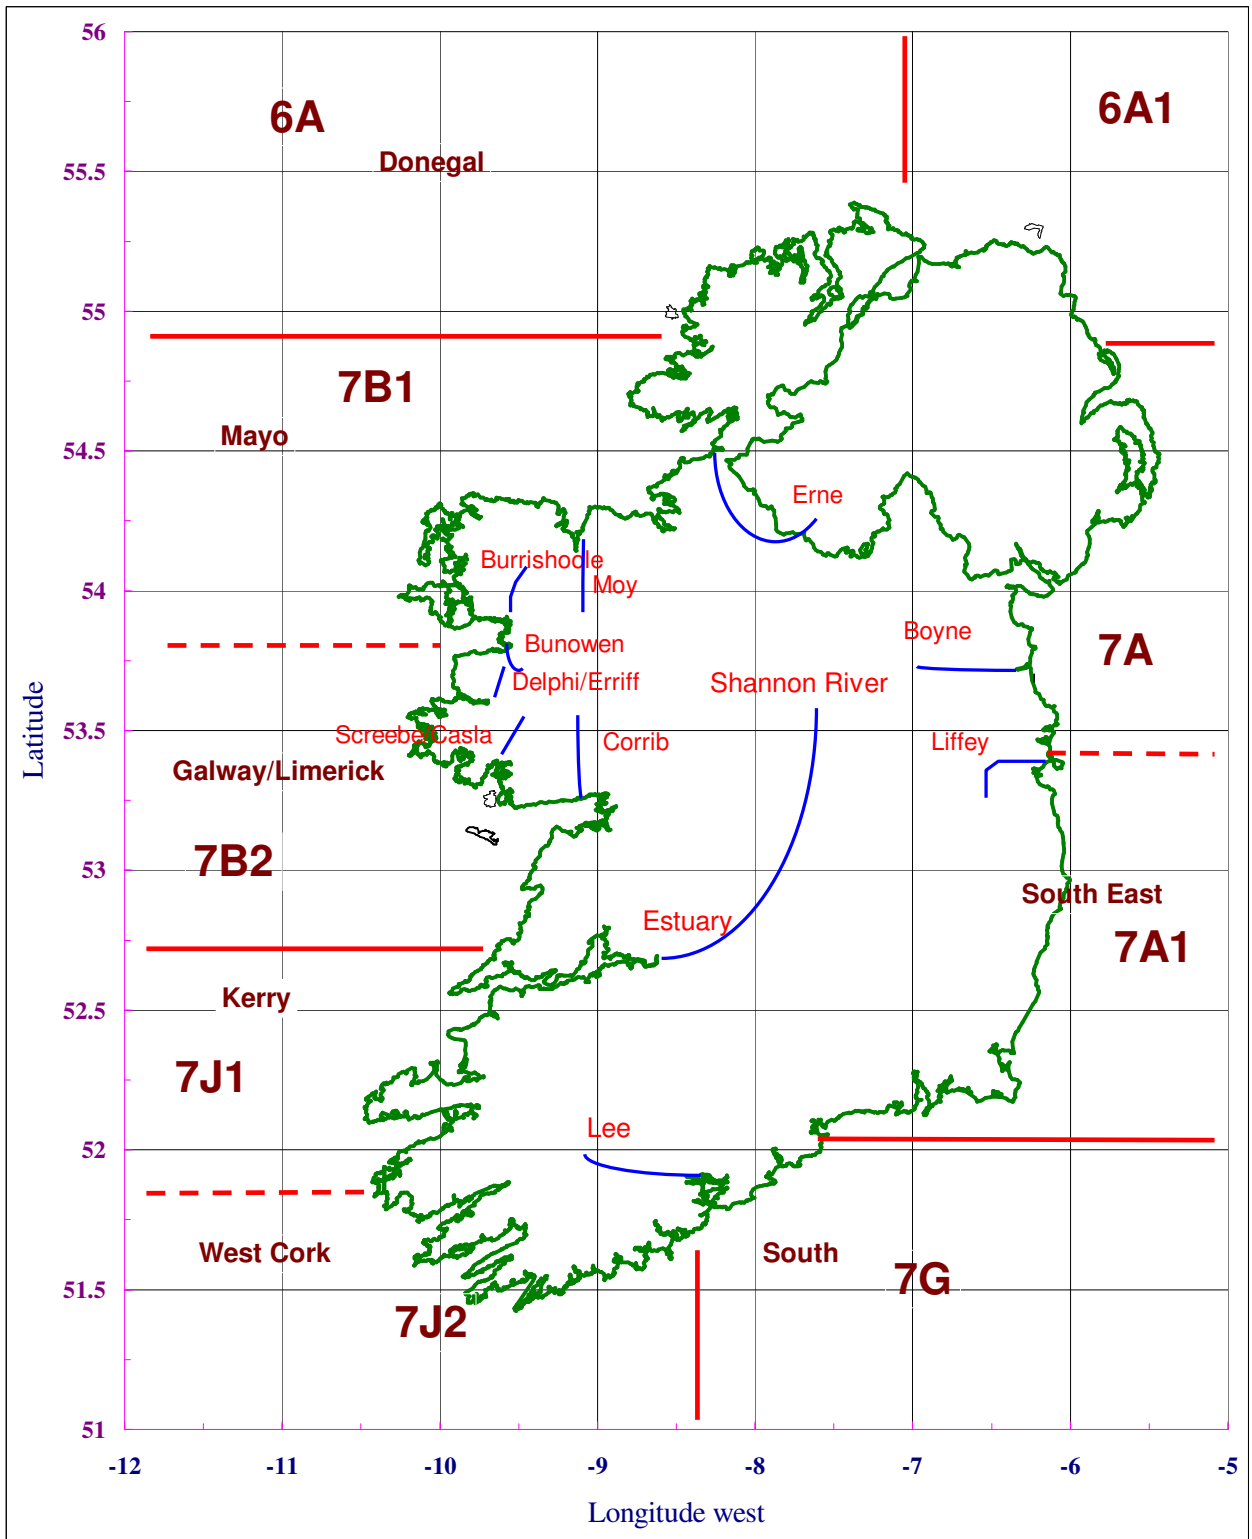 56
6A
6A1
Donegal
55.5
55
7B1
Mayo
54.5
Erne
Burrishoole
Moy
54
Boyne
7A
Bunowen
Delphi/Erriff
Shannon River
Latitude
53.5
Screebe/Casla
Corrib
Liffey
Galway/Limerick
7B2
53
South East
Estuary
7A1
Kerry
52.5
7J1
Lee
52
West Cork
South
7G
51.5
7J2
51
-12 -11 -10 -9 -8 -7 -6 -5
Longitude west